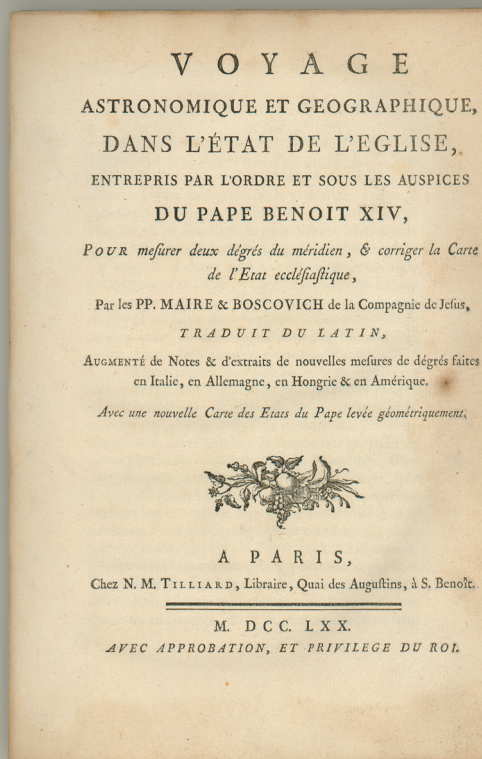 VOYAGE
ASTRONOMIQUE ET GEOGRAPHIQUE,
DANS L'ÉTAT DE L'EGLISE,
ENTREPRIS PAR L'ORDRE ET SOUS LES AUSPICES
DU PAPE BENOIT XIV,
POUR meſurer deux dégrés du méridien, & corriger la Carte
de l'Etat eccléſiaſtique,
Par les PP. MAIRE & BOSCOVICH de la Compagnie de Jeſus,
TRADUIT DU LATIN,
AUGMENTÉ de Notes & d'extraits de nouvelles meſures de dégrés faites
en Italie, en Allemagne, en Hongrie & en Amérique.
Avec une nouvelle Carte des Etats du Pape levée géométriquement.
A PARIS,
Chez N. M. TILLIARD, Libraire, Quai des Auguſtins, à S. Benoît.
M. DCC. LXX.
AVEC APPROBATION, ET PRIVILEGE DU ROI.